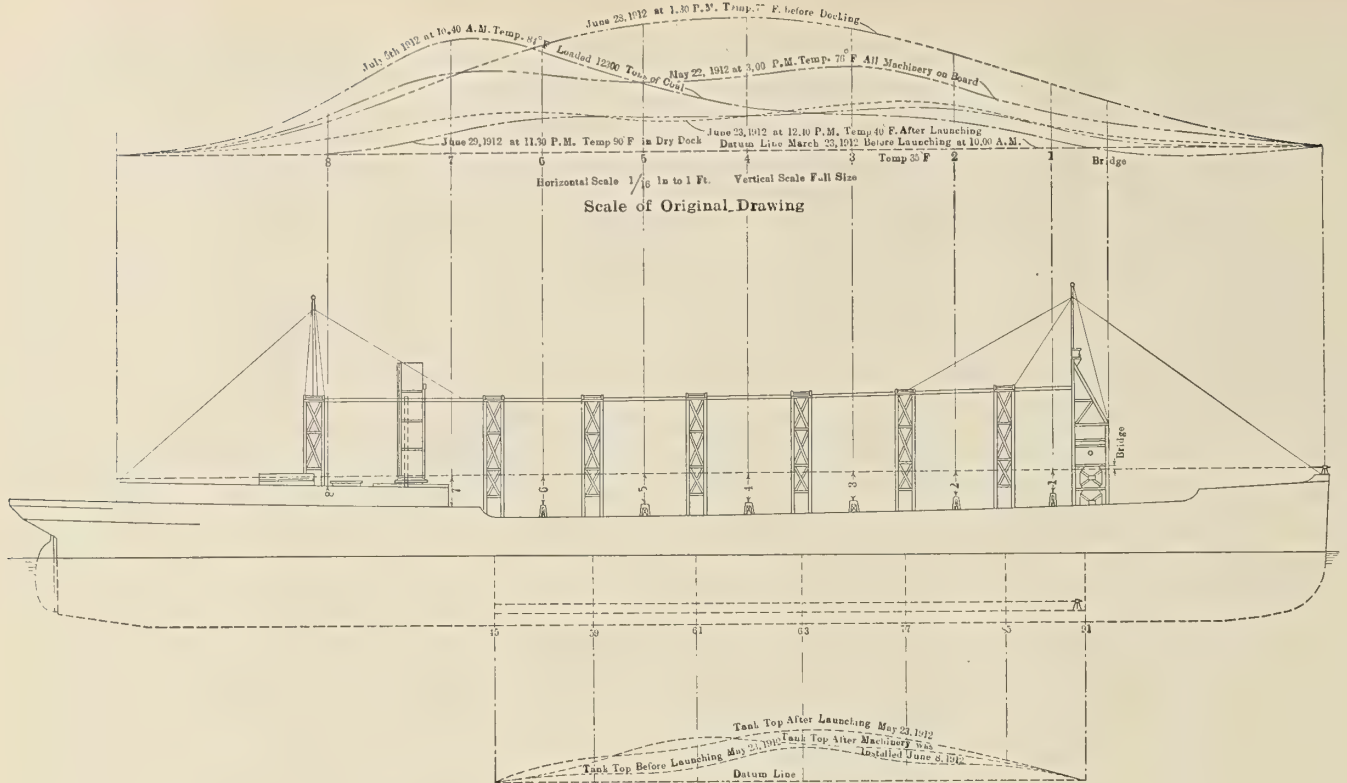 June 28, 1912 at 1.30 P.M. Temp. 7 F. before Docking
July 5th 1912 at 10.40 A.M. Temp. 84° F Loaded 12300 Tons of Coal
May 22, 1912 at 3.00 P.M. Temp. 76° F All Machinery on Board
June 23, 1912 at 12.10 P.M. Temp 40° F. After Launching
June 29, 1912 at 11.30 P.M. Temp 90° F in Dry Dock
Datum Line March 23, 1912 Before Launching at 10.00 A.M.
8 7 6 5 4 3 2 1 Bridge
Temp 35° F
Horizontal Scale 1/16 In to 1 Ft. Vertical Scale Full Size
Scale of Original Drawing
Bridge
8 7 6 5 4 3 2 1
45 61 63 77 91
Tank Top After Launching May 23, 1912
Tank Top Before Launching May 23, 1912
Tank Top After Machinery was
Installed June 8, 1912
Datum Line